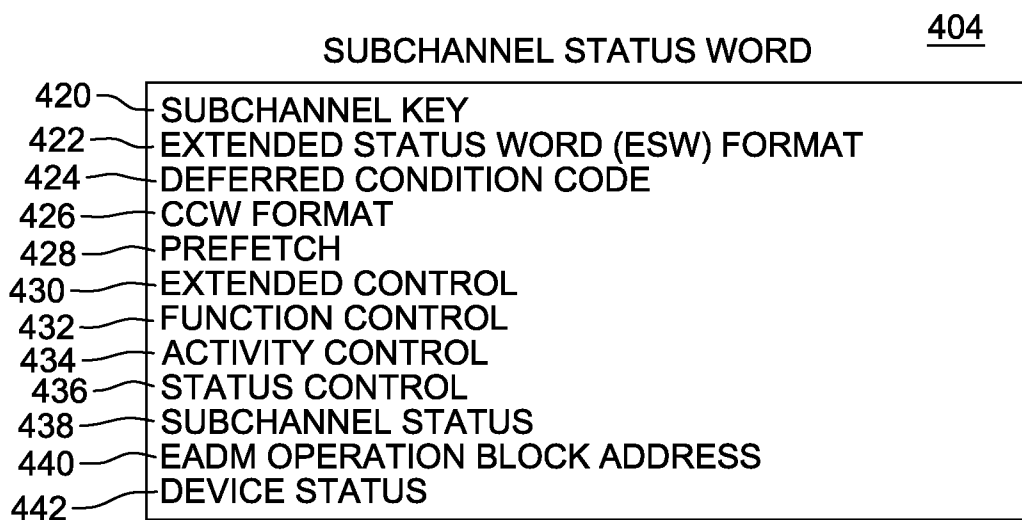 404
SUBCHANNEL STATUS WORD
420 SUBCHANNEL KEY
422 EXTENDED STATUS WORD (ESW) FORMAT
424 DEFERRED CONDITION CODE
426 CCW FORMAT
428 PREFETCH
430 EXTENDED CONTROL
432 FUNCTION CONTROL
434 ACTIVITY CONTROL
436 STATUS CONTROL
438 SUBCHANNEL STATUS
440 EADM OPERATION BLOCK ADDRESS
442 DEVICE STATUS